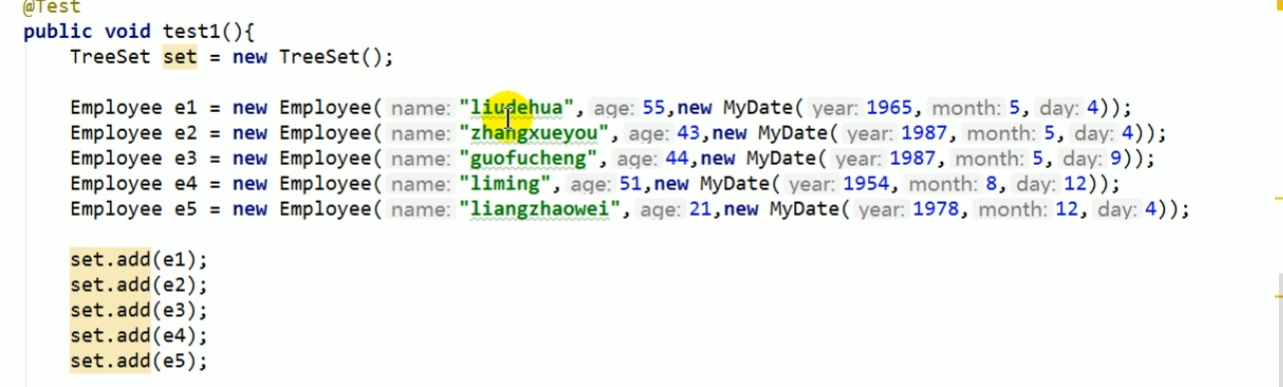 @Test
public void test1(){
TreeSet set = new TreeSet();
Employee e1 = new Employee( name: "liudehua", age: 55,new MyDate( year: 1965, month: 5, day: 4));
Employee e2 = new Employee( name: "zhangxueyou", age: 43,new MyDate( year: 1987, month: 5, day: 4));
Employee e3 = new Employee( name: "guofucheng", age: 44,new MyDate( year: 1987, month: 5, day: 9));
Employee e4 = new Employee( name: "liming", age: 51,new MyDate( year: 1954, month: 8, day: 12));
Employee e5 = new Employee( name: "liangzhaowei", age: 21,new MyDate( year: 1978, month: 12, day: 4));
set.add(e1);
set.add(e2);
set.add(e3);
set.add(e4);
set.add(e5);